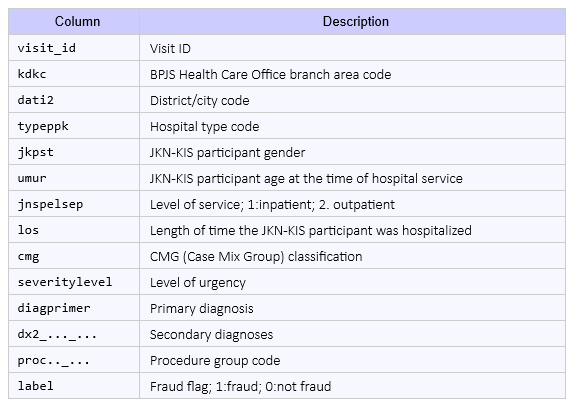 Column Description
visit_id Visit ID
kdkc BPJS Health Care Office branch area code
dati2 District/city code
typeppk Hospital type code
jkpst JKN-KIS participant gender
umur JKN-KIS participant age at the time of hospital service
jnspelsep Level of service; 1:inpatient; 2. outpatient
los Length of time the JKN-KIS participant was hospitalized
cmg CMG (Case Mix Group) classification
severitylevel Level of urgency
diagprimer Primary diagnosis
dx2_..._... Secondary diagnoses
proc.._... Procedure group code
label Fraud flag; 1:fraud; 0:not fraud